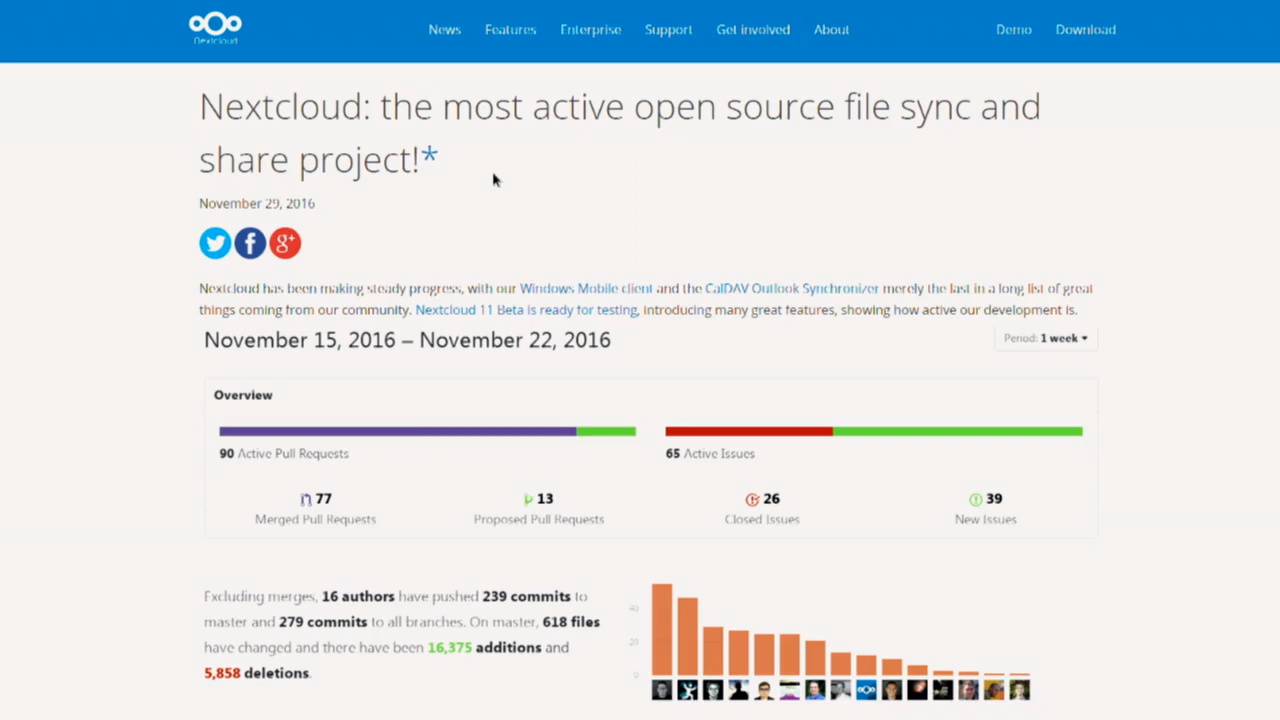 Nextcloud
News Features Enterprise Support Get involved About Demo Download
Nextcloud: the most active open source file sync and
share project!*
November 29, 2016
Nextcloud has been making steady progress, with our Windows Mobile client and the CalDAV Outlook Synchronizer merely the last in a long list of great
things coming from our community. Nextcloud 11 Beta is ready for testing, introducing many great features, showing how active our development is.
November 15, 2016 – November 22, 2016
Period: 1 week
Overview
90 Active Pull Requests
65 Active Issues
77
Merged Pull Requests
13
Proposed Pull Requests
26
Closed Issues
39
New Issues
Excluding merges, 16 authors have pushed 239 commits to
master and 279 commits to all branches. On master, 618 files
have changed and there have been 16,375 additions and
5,858 deletions.
40
20
0